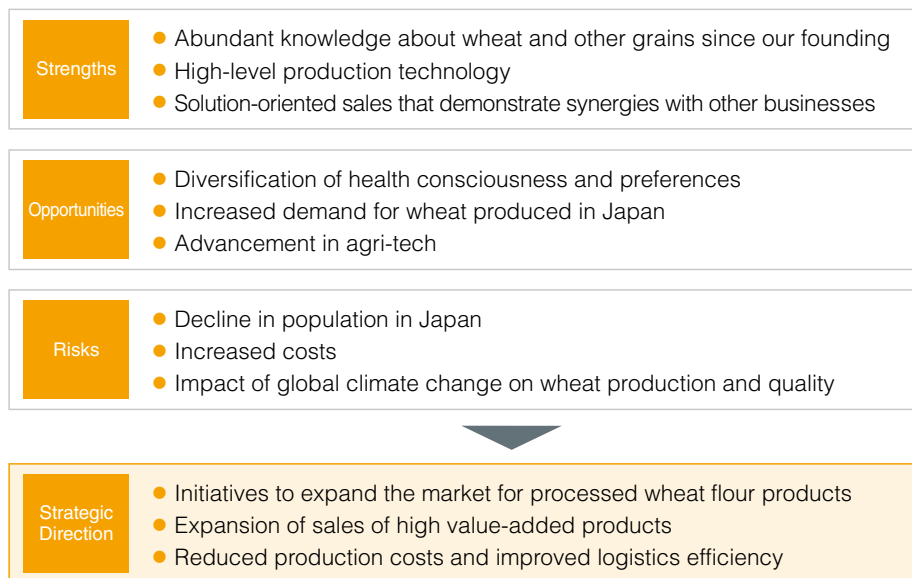 Strengths
Abundant knowledge about wheat and other grains since our founding
High-level production technology
Solution-oriented sales that demonstrate synergies with other businesses
Opportunities
Diversification of health consciousness and preferences
Increased demand for wheat produced in Japan
Advancement in agri-tech
Risks
Decline in population in Japan
Increased costs
Impact of global climate change on wheat production and quality
Strategic
Direction
Initiatives to expand the market for processed wheat flour products
Expansion of sales of high value-added products
Reduced production costs and improved logistics efficiency